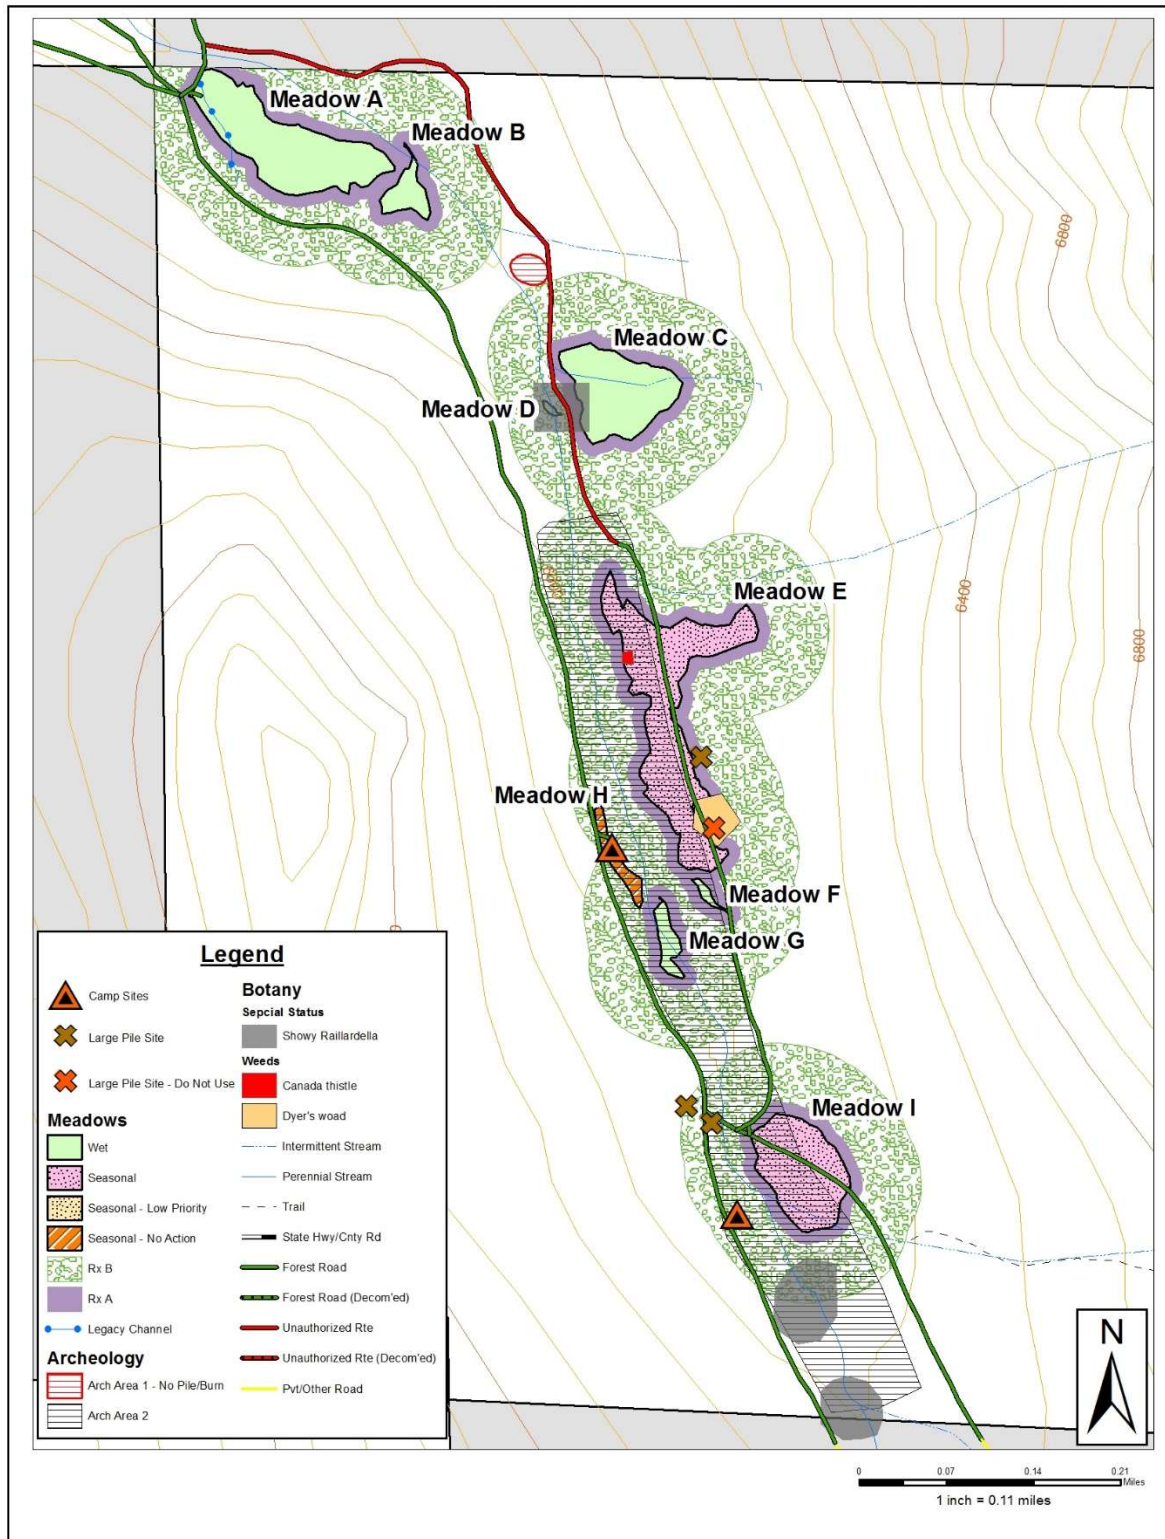 Meadow A
Meadow B
6800
Meadow C
Meadow D
Meadow E
6400
6800
Meadow H
Meadow F
Meadow G
Meadow I
Legend
Camp Sites
Large Pile Site
Large Pile Site - Do Not Use
Meadows
Wet
Seasonal
Seasonal - Low Priority
Seasonal - No Action
Rx B
Rx A
Legacy Channel
Archeology
Arch Area 1 - No Pile/Burn
Arch Area 2
Botany
Sepcial Status
Showy Raillardella
Weeds
Canada thistle
Dyer's woad
Intermittent Stream
Perennial Stream
Trail
State Hwy/Cnty Rd
Forest Road
Forest Road (Decom'ed)
Unauthorized Rte
Unauthorized Rte (Decom'ed)
Pvt/Other Road
N
0 0.07 0.14 0.21
Miles
1 inch = 0.11 miles